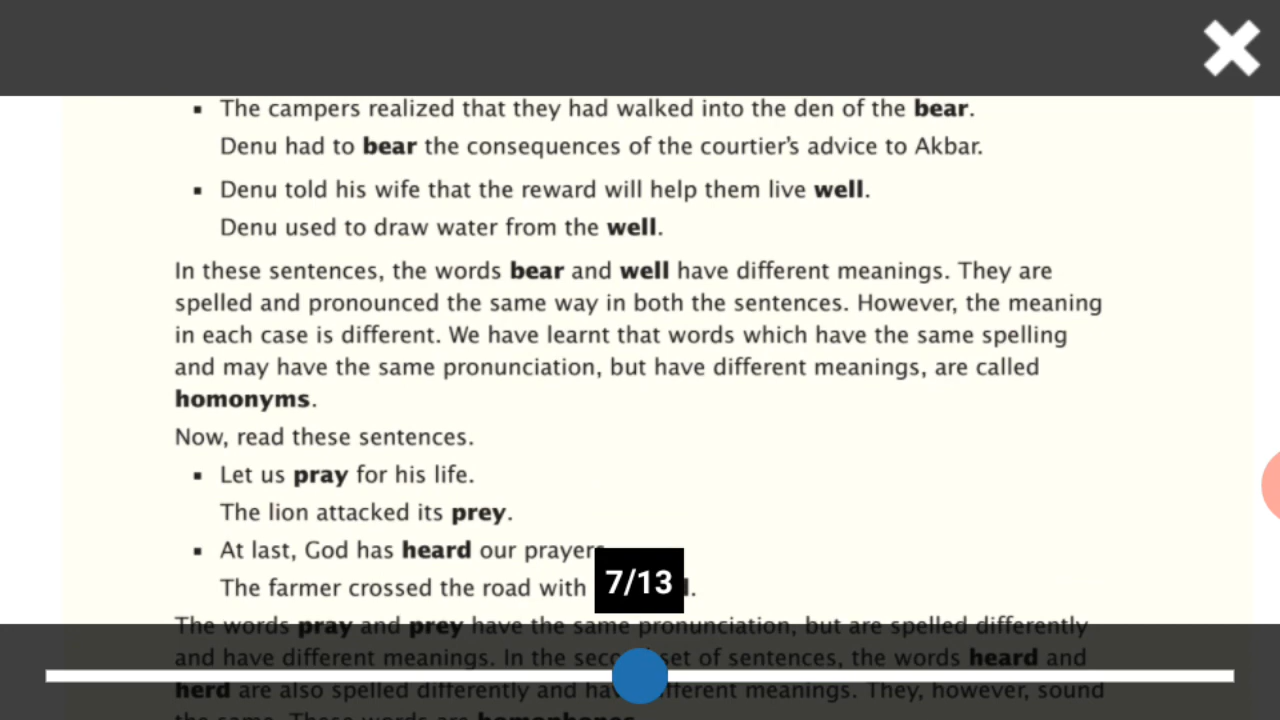 ▪ The campers realized that they had walked into the den of the bear.
Denu had to bear the consequences of the courtier's advice to Akbar.
▪ Denu told his wife that the reward will help them live well.
Denu used to draw water from the well.
In these sentences, the words bear and well have different meanings. They are
spelled and pronounced the same way in both the sentences. However, the meaning
in each case is different. We have learnt that words which have the same spelling
and may have the same pronunciation, but have different meanings, are called
homonyms.
Now, read these sentences.
▪ Let us pray for his life.
The lion attacked its prey.
▪ At last, God has heard our prayers
The farmer crossed the road with
7/13
The words pray and prey have the same pronunciation, but are spelled differently
and have different meanings. In the second set of sentences, the words heard and
herd are also spelled differently and have different meanings. They, however, sound
the same. These words are homophones.